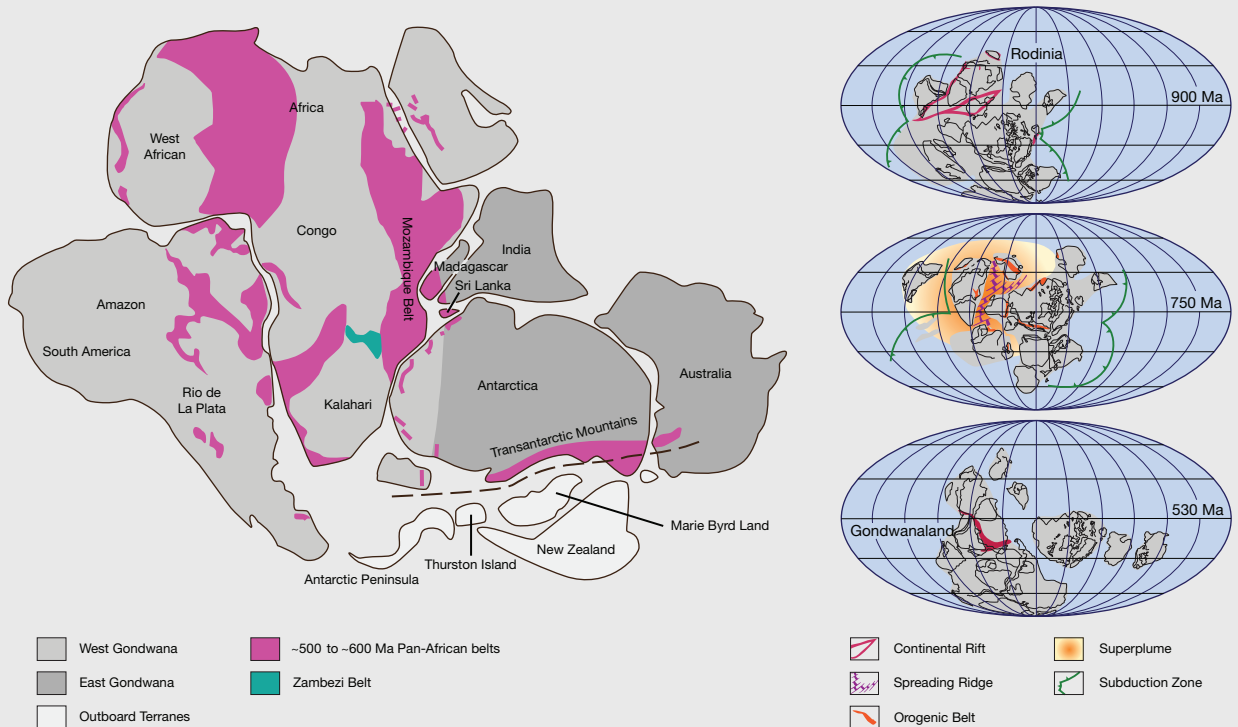 Africa
West
African
Congo
Mozambique Belt
India
Madagascar
Sri Lanka
Amazon
South America
Rio de
La Plata
Kalahari
Antarctica
Australia
Transantarctic Mountains
Marie Byrd Land
New Zealand
Thurston Island
Antarctic Peninsula
West Gondwana
East Gondwana
Outboard Terranes
~500 to ~600 Ma Pan-African belts
Zambezi Belt
Rodinia
900 Ma
750 Ma
530 Ma
Gondwanaland
Continental Rift
Spreading Ridge
Orogenic Belt
Superplume
Subduction Zone